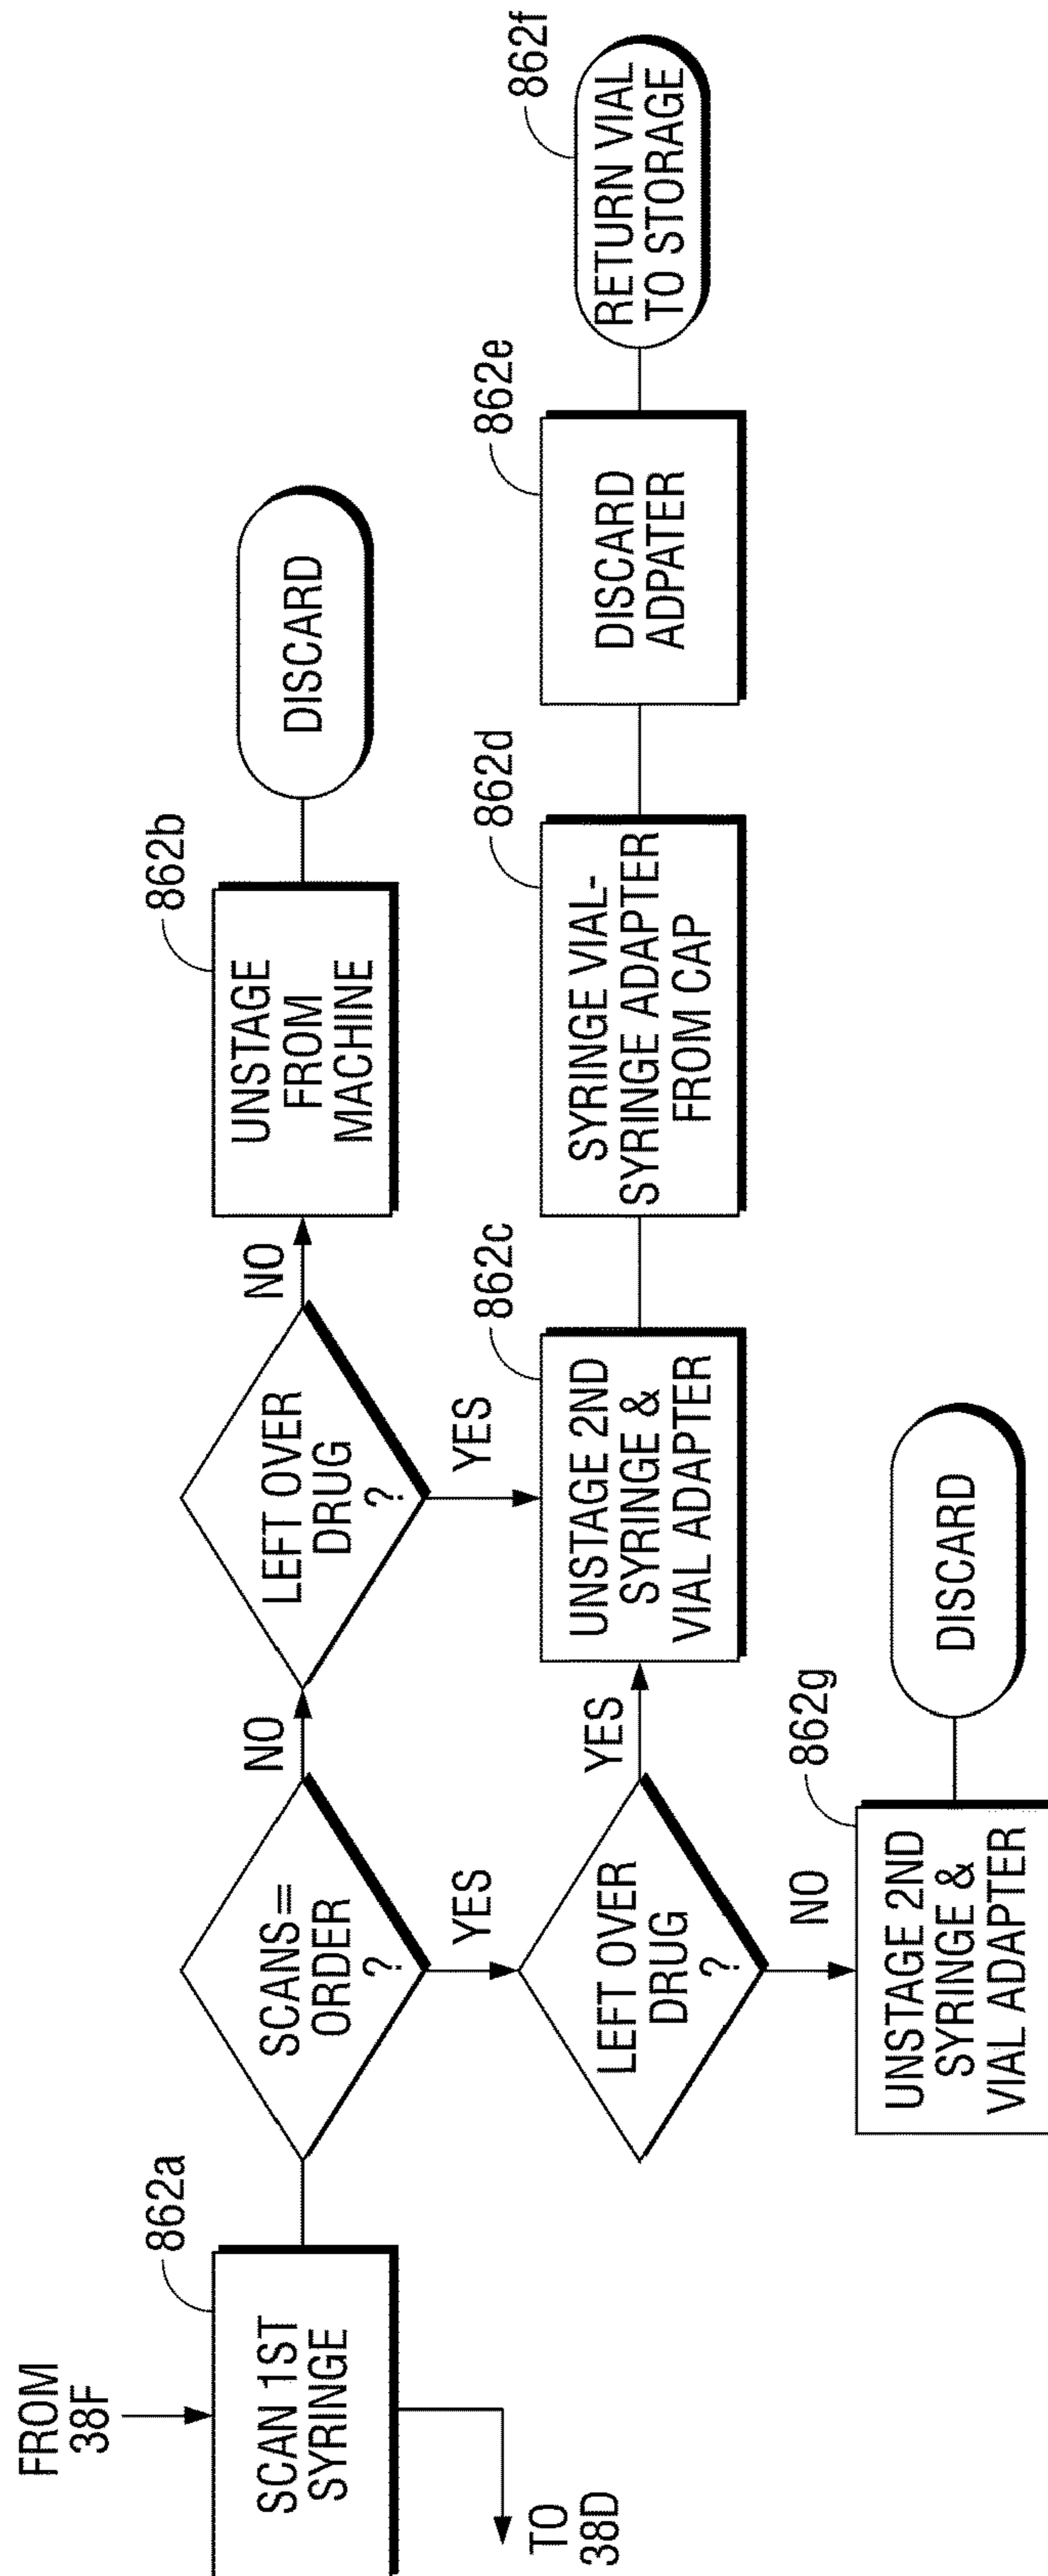 FROM
38F
862a
SCAN 1ST
SYRINGE
TO
38D
SCANS=
ORDER
?
NO
YES
LEFT OVER
DRUG
?
NO
YES
862b
UNSTAGE
FROM
MACHINE
DISCARD
LEFT OVER
DRUG
?
YES
NO
862c
UNSTAGE 2ND
SYRINGE &
VIAL ADAPTER
862d
SYRINGE VIAL-
SYRINGE ADAPTER
FROM CAP
862e
DISCARD
ADPATER
862f
RETURN VIAL
TO STORAGE
862g
UNSTAGE 2ND
SYRINGE &
VIAL ADAPTER
DISCARD